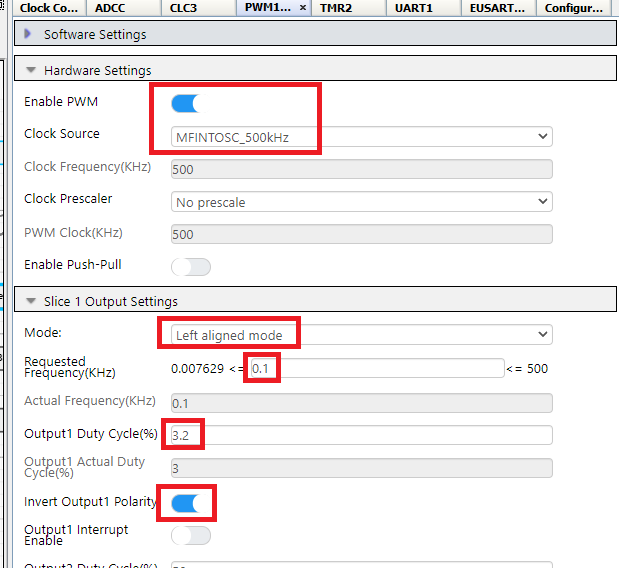 Clock Co... ADCC CLC3 PWM1... × TMR2 UART1 EUSART... Configur...
Software Settings
Hardware Settings
Enable PWM
Clock Source MFINTOSC_500kHz
Clock Frequency(KHz) 500
Clock Prescaler No prescale
PWM Clock(KHz) 500
Enable Push-Pull
Slice 1 Output Settings
Mode: Left aligned mode
Requested
Frequency(KHz) 0.007629 <= 0.1 <= 500
Actual Frequency(KHz) 0.1
Output1 Duty Cycle(%) 3.2
Output1 Actual Duty
Cycle(%) 3
Invert Output1 Polarity
Output1 Interrupt
Enable
Output2 Duty Cycle(%)